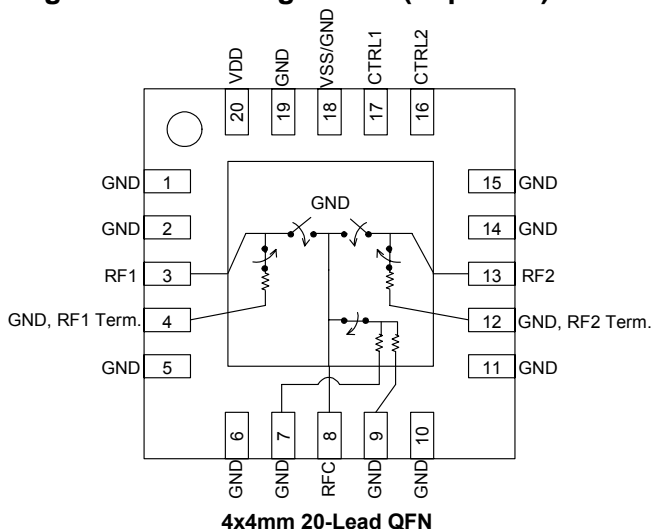 VDD
GND
VSS/GND
CTRL1
CTRL2
20
19
18
17
16
GND 1
15 GND
GND
GND 2
14 GND
RF1 3
13 RF2
GND, RF1 Term. 4
12 GND, RF2 Term.
GND 5
11 GND
6
7
8
9
10
GND
GND
RFC
GND
GND
4x4mm 20-Lead QFN